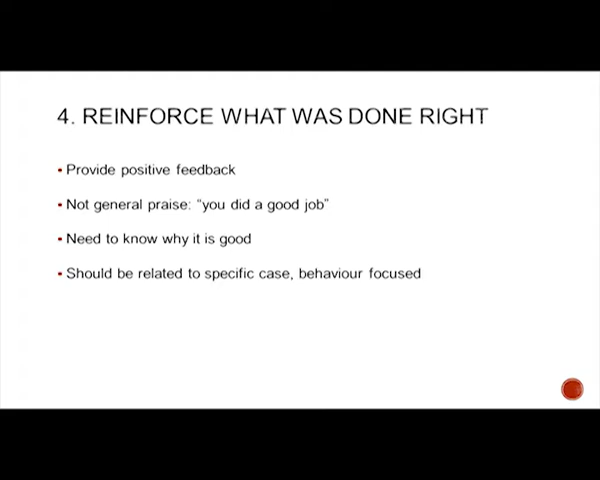 4. REINFORCE WHAT WAS DONE RIGHT
▪ Provide positive feedback
▪ Not general praise: "you did a good job"
▪ Need to know why it is good
▪ Should be related to specific case, behaviour focused